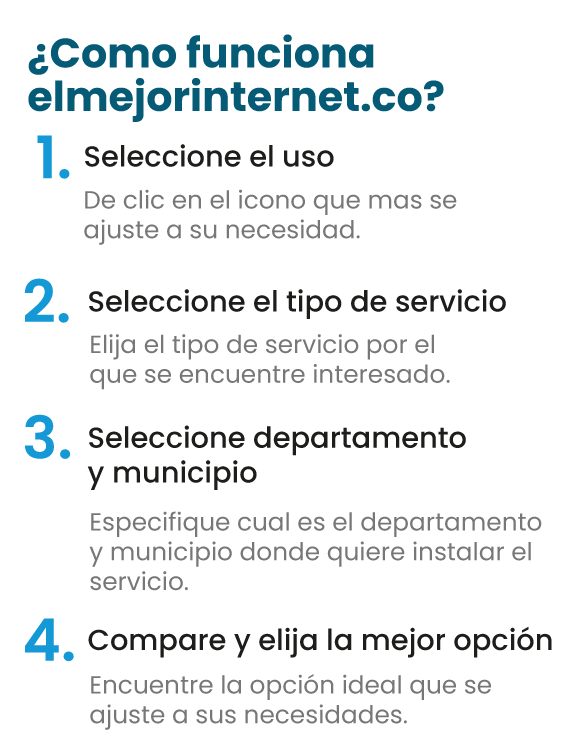 ¿Como funciona
elmejorinternet.co?
1. Seleccione el uso
De clic en el icono que mas se
ajuste a su necesidad.
2. Seleccione el tipo de servicio
Elija el tipo de servicio por el
que se encuentre interesado.
3. Seleccione departamento
y municipio
Especifique cual es el departamento
y municipio donde quiere instalar el
servicio.
4. Compare y elija la mejor opción
Encuentre la opción ideal que se
ajuste a sus necesidades.